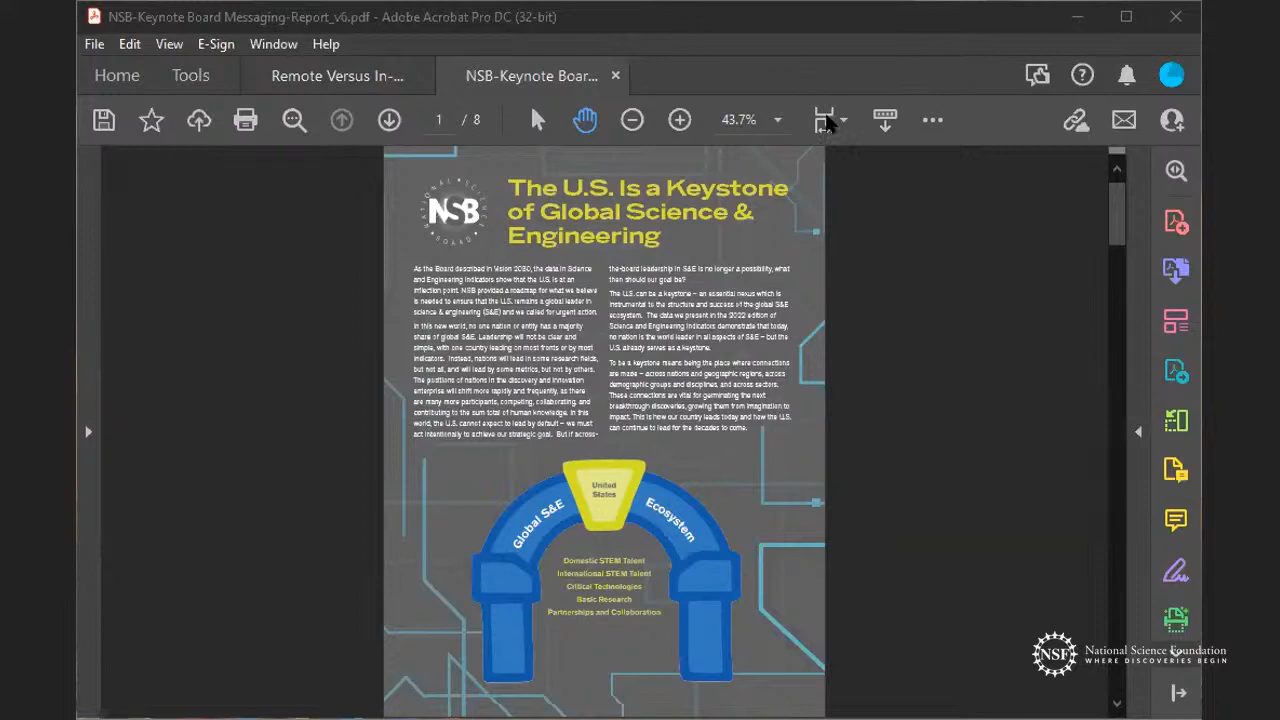 NSB-Keynote Board Messaging-Report_v6.pdf - Adobe Acrobat Pro DC (32-bit)
File Edit View E-Sign Window Help
Home Tools Remote Versus In-... NSB-Keynote Boar... ×
1 / 8 43.7%
NATIONAL SCIENCE BOARD
NSB
The U.S. Is a Keystone
of Global Science &
Engineering
As the Board described in Vision 2030, the data in Science
and Engineering Indicators show that the U.S. is at an
inflection point. NSB provided a roadmap for what we believe
is needed to ensure that the U.S. remains a global leader in
science & engineering (S&E) and we called for urgent action.
In this new world, no one nation or entity has a majority
share of global S&E. Leadership will not be clear and
simple, with one country leading on most fronts or by most
indicators. Instead, nations will lead in some research fields,
but not all, and will lead by some metrics, but not by others.
The positions of nations in the discovery and innovation
enterprise will shift more rapidly and frequently, as there
are many more participants, competing, collaborating, and
contributing to the sum total of human knowledge. In this
world, the U.S. cannot expect to lead by default – we must
act intentionally to achieve our strategic goal. But if across-
the-board leadership in S&E is no longer a possibility, what
then should our goal be?
The U.S. can be a keystone – an essential nexus which is
instrumental to the structure and success of the global S&E
ecosystem. The data we present in the 2022 edition of
Science and Engineering Indicators demonstrate that today,
no nation is the world leader in all aspects of S&E – but the
U.S. already serves as a keystone.
To be a keystone means being the place where connections
are made – across nations and geographic regions, across
demographic groups and disciplines, and across sectors.
These connections are vital for germinating the next
breakthrough discoveries, growing them from imagination to
impact. This is how our country leads today and how the U.S.
can continue to lead for the decades to come.
United
States
Global S&E
Ecosystem
Domestic STEM Talent
International STEM Talent
Critical Technologies
Basic Research
Partnerships and Collaboration
NSF
National Science Foundation
WHERE DISCOVERIES BEGIN